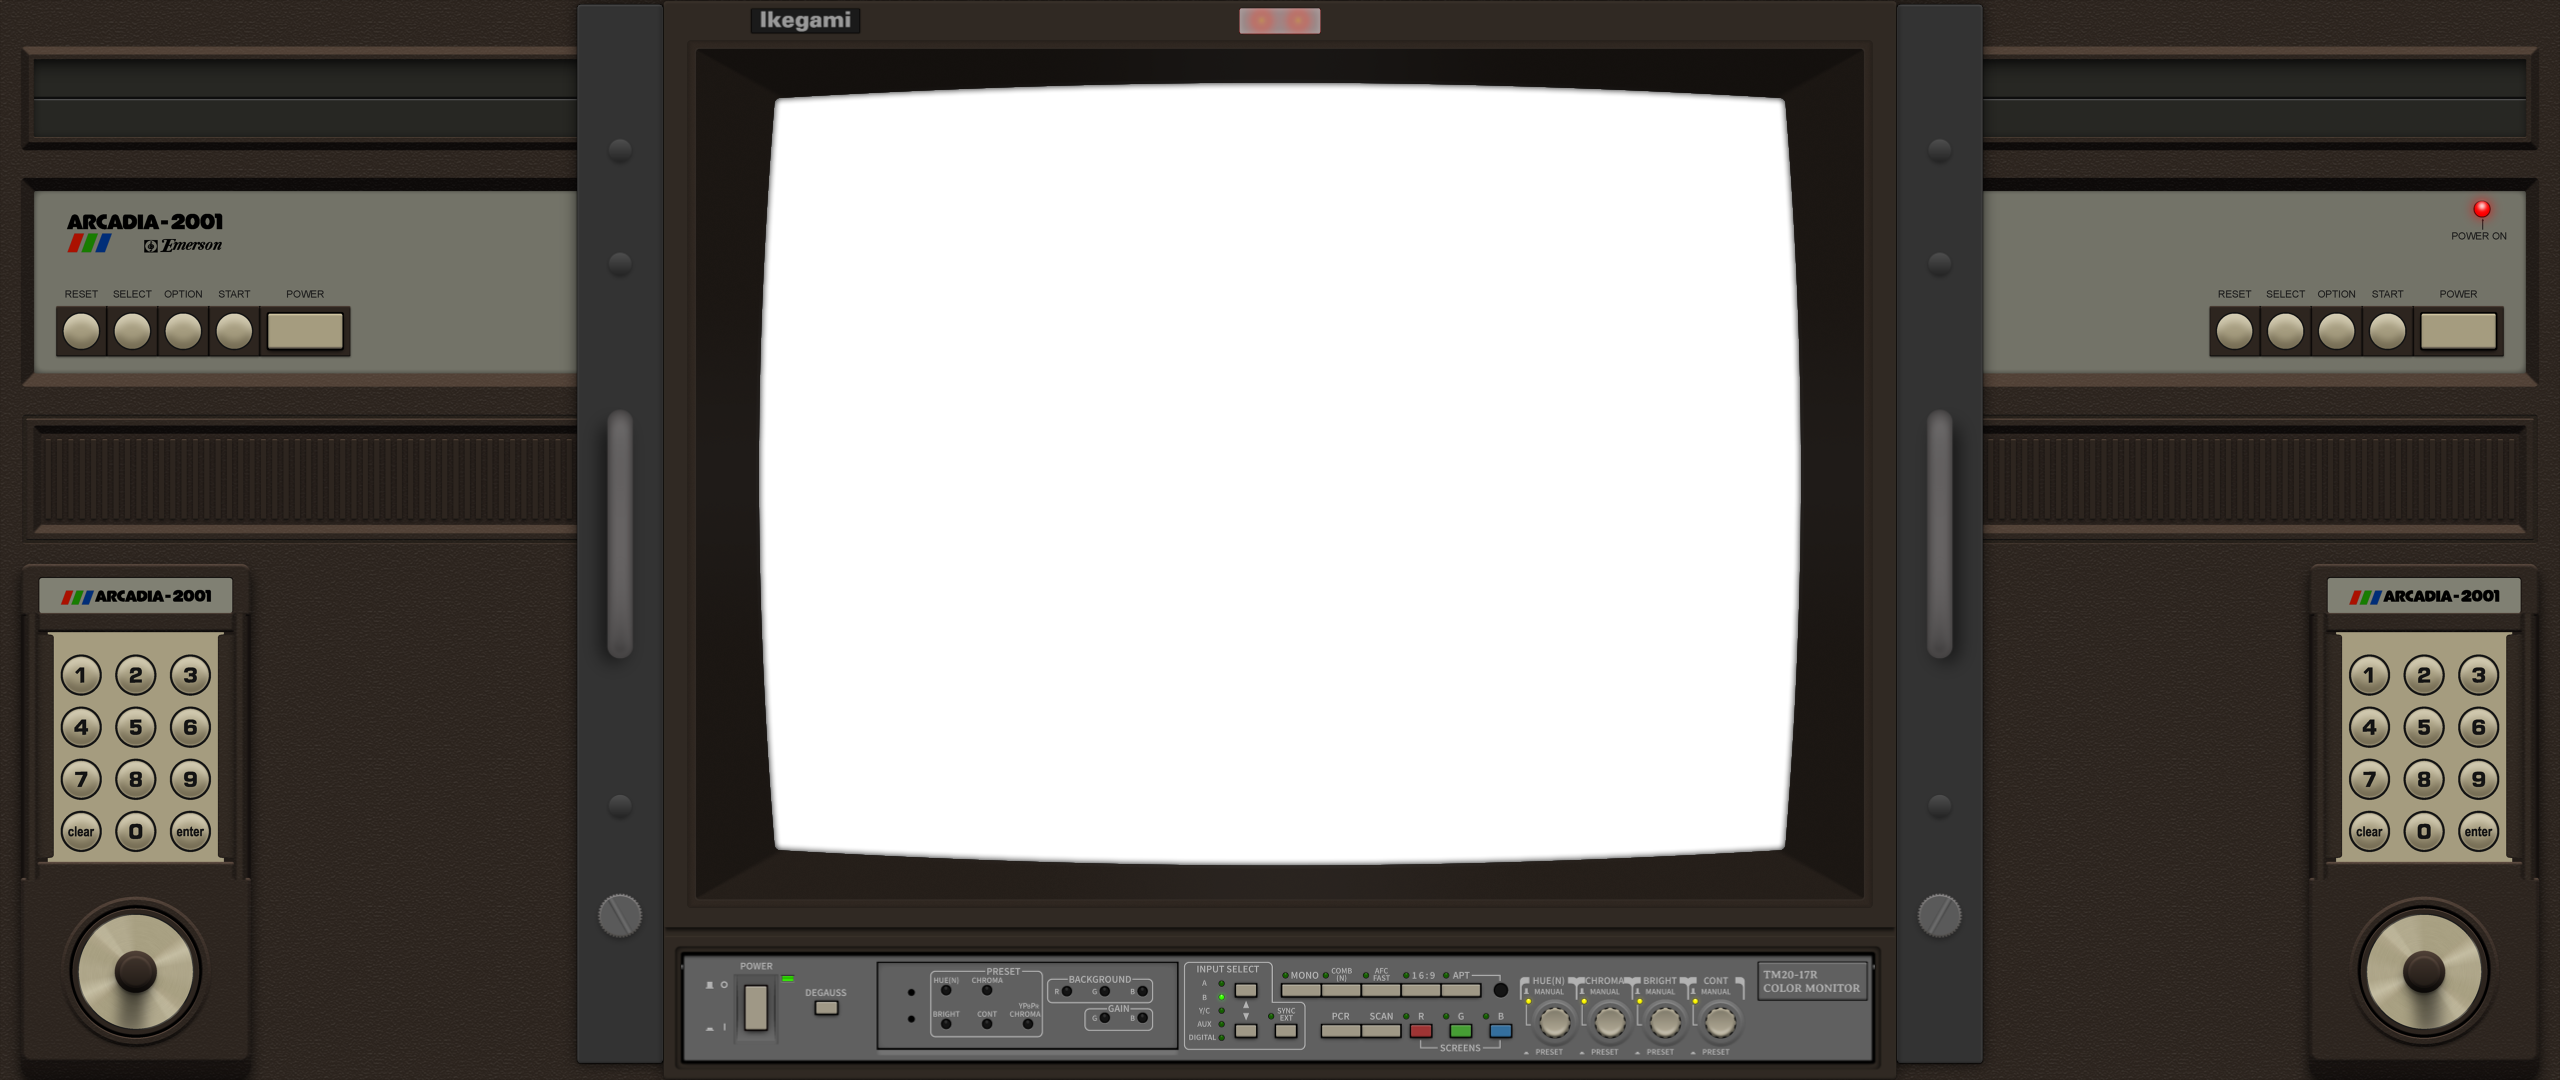 Ikegami
ARCADIA-2001
Emerson
RESET SELECT OPTION START POWER
POWER ON
RESET SELECT OPTION START POWER
ARCADIA-2001
1 2 3
4 5 6
7 8 9
clear 0 enter
ARCADIA-2001
1 2 3
4 5 6
7 8 9
clear 0 enter
POWER
DEGAUSS
PRESET
HUE(N) CHROMA
BRIGHT CONT YPBPR CHROMA
BACKGROUND
R G B
GAIN
G B
INPUT SELECT
A
B
Y/C
AUX
DIGITAL
SYNC
EXT
MONO COMB (N) AFC FAST 16:9 APT
PCR SCAN R G B
SCREENS
HUE(N) CHROMA BRIGHT CONT
MANUAL MANUAL MANUAL MANUAL
PRESET PRESET PRESET PRESET
TM20-17R
COLOR MONITOR